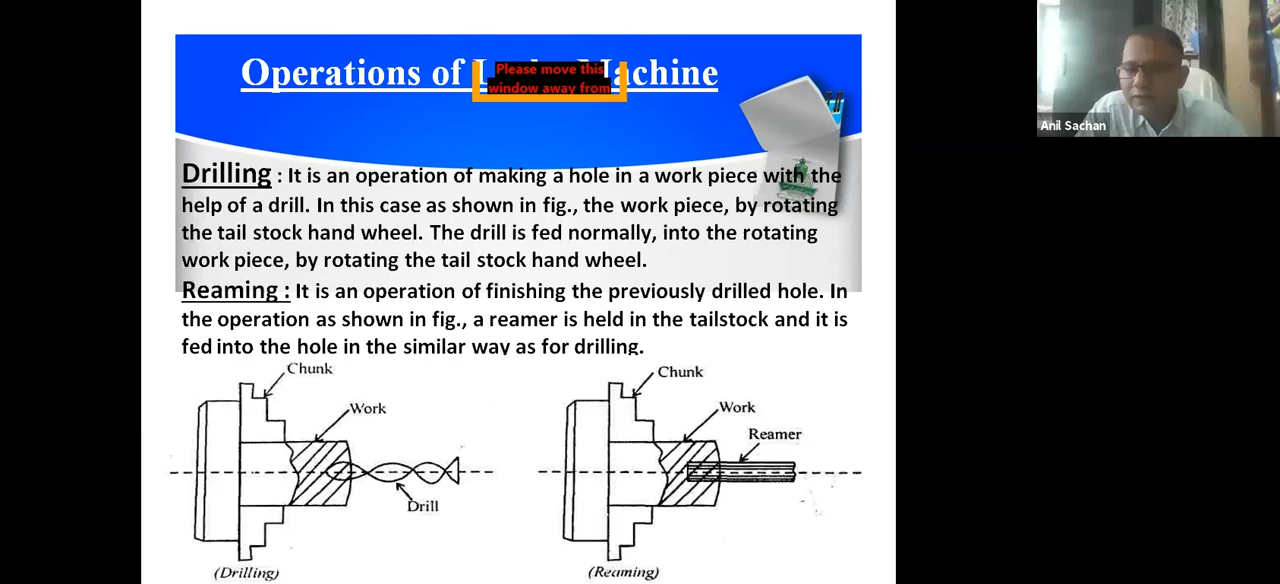 Operations of L achine
Please move this
window away from
Anil Sachan
Drilling : It is an operation of making a hole in a work piece with the
help of a drill. In this case as shown in fig., the work piece, by rotating
the tail stock hand wheel. The drill is fed normally, into the rotating
work piece, by rotating the tail stock hand wheel.
Reaming : It is an operation of finishing the previously drilled hole. In
the operation as shown in fig., a reamer is held in the tailstock and it is
fed into the hole in the similar way as for drilling.
Chunk
Work
Drill
(Drilling)
Chunk
Work
Reamer
(Reaming)